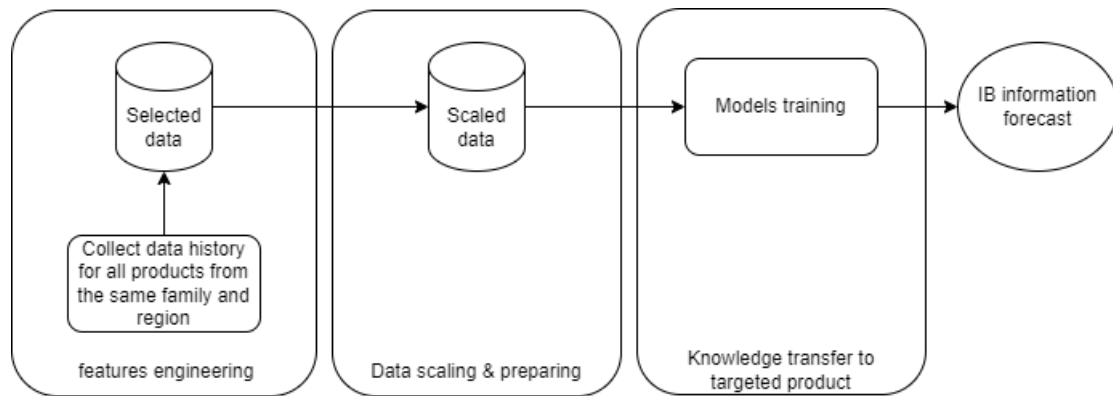 Selected
data
Collect data history
for all products from
the same family and
region
features engineering
Scaled
data
Data scaling & preparing
Models training
Knowledge transfer to
targeted product
IB information
forecast